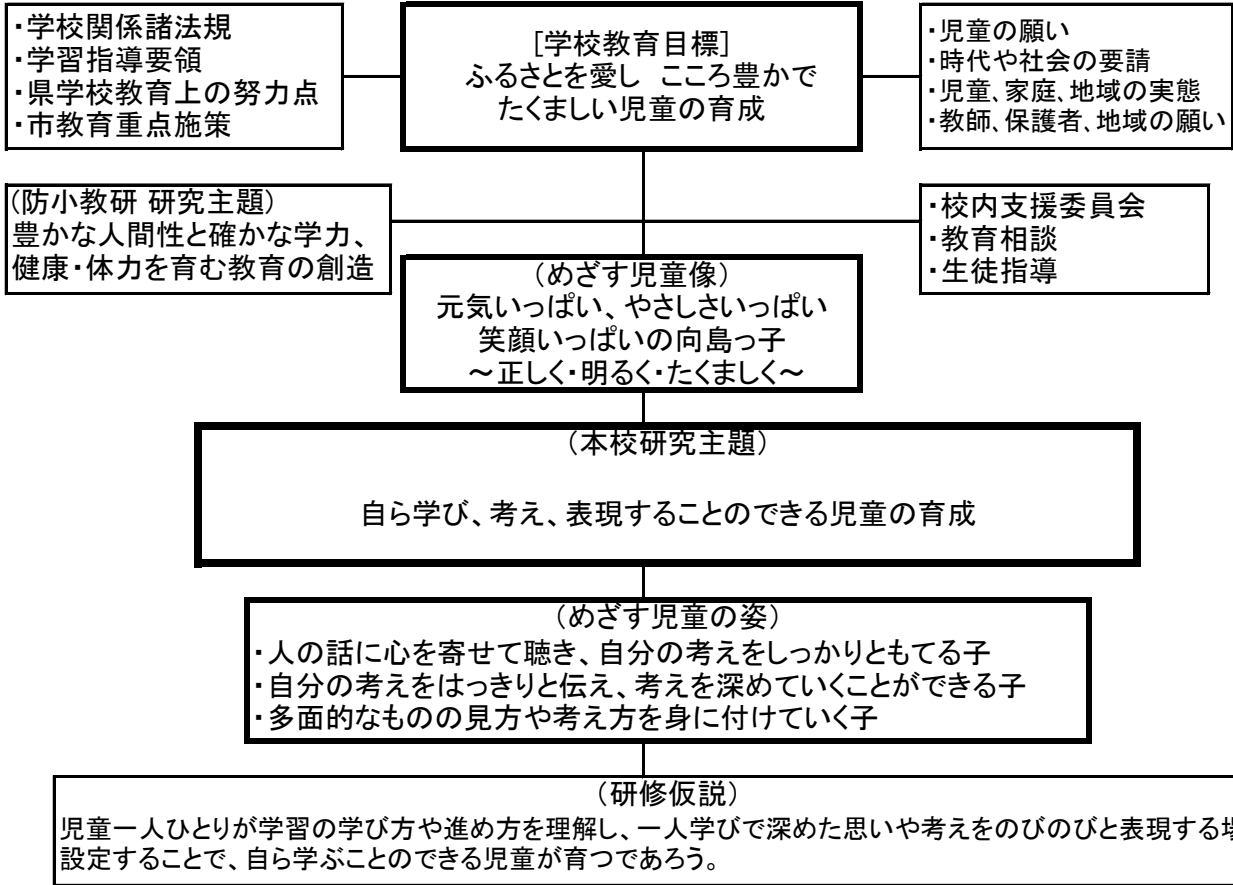 ・学校関係諸法規
・学習指導要領
・県学校教育上の努力点
・市教育重点施策
[学校教育目標]
ふるさとを愛し こころ豊かで
たくましい児童の育成
・児童の願い
・時代や社会の要請
・児童、家庭、地域の実態
・教師、保護者、地域の願い
(防小教研 研究主題)
豊かな人間性と確かな学力、
健康・体力を育む教育の創造
・校内支援委員会
・教育相談
・生徒指導
(めざす児童像)
元気いっぱい、やさしさいっぱい
笑顔いっぱいの向島っ子
～正しく・明るく・たくましく～
(本校研究主題)
自ら学び、考え、表現することのできる児童の育成
(めざす児童の姿)
・人の話に心を寄せて聴き、自分の考えをしっかりともてる子
・自分の考えをはっきりと伝え、考えを深めていくことができる子
・多面的なものの見方や考え方を身に付けていく子
(研修仮説)
児童一人ひとりが学習の学び方や進め方を理解し、一人学びで深めた思いや考えをのびのびと表現する場
設定することで、自ら学ぶことのできる児童が育つであろう。